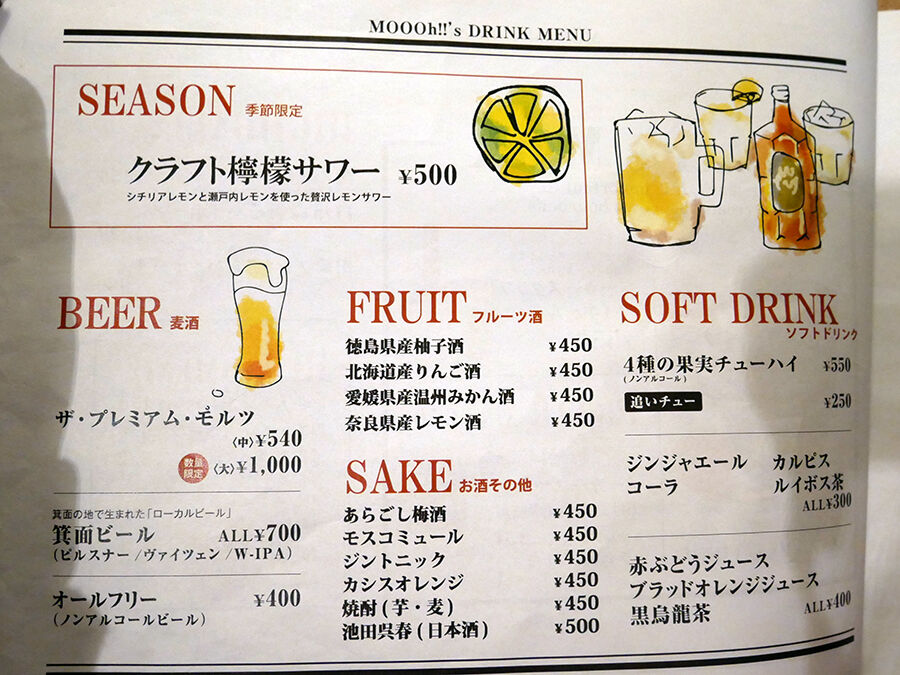 MOOOh!!'s DRINK MENU
SEASON 季節限定
クラフト檸檬サワー ¥500
シチリアレモンと瀬戸内レモンを使った贅沢レモンサワー
BEER 麦酒
ザ・プレミアム・モルツ
〈中〉¥540
数量限定 〈大〉¥1,000
箕面の地で生まれた「ローカルビール」
箕面ビール ALL¥700
(ピルスナー/ヴァイツェン/W-IPA)
オールフリー ¥400
(ノンアルコールビール)
FRUIT フルーツ酒
徳島県産柚子酒 ¥450
北海道産りんご酒 ¥450
愛媛県産温州みかん酒 ¥450
奈良県産レモン酒 ¥450
SAKE お酒その他
あらごし梅酒 ¥450
モスコミュール ¥450
ジントニック ¥450
カシスオレンジ ¥450
焼酎(芋・麦) ¥450
池田呉春(日本酒) ¥500
SOFT DRINK
ソフトドリンク
4種の果実チューハイ ¥550
(ノンアルコール)
追いチュー ¥250
ジンジャエール カルピス
コーラ ルイボス茶
ALL¥300
赤ぶどうジュース
ブラッドオレンジジュース
黒烏龍茶 ALL¥400